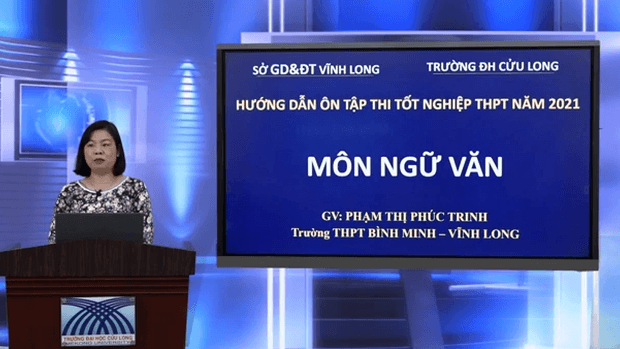 SỞ GD&ĐT VĨNH LONG
TRƯỜNG ĐH CỬU LONG
HƯỚNG DẪN ÔN TẬP THI TỐT NGHIỆP THPT NĂM 2021
MÔN NGỮ VĂN
GV: PHẠM THỊ PHÚC TRINH
Trường THPT BÌNH MINH – VĨNH LONG
TRƯỜNG ĐẠI HỌC CỬU LONG